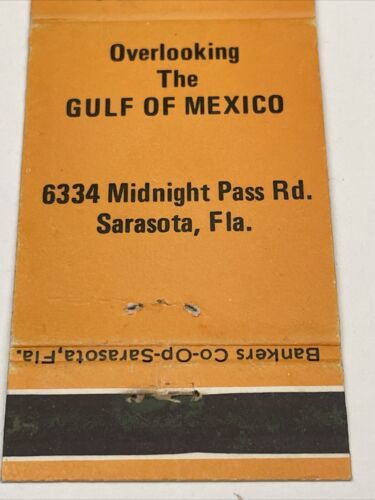 Overlooking
The
GULF OF MEXICO
6334 Midnight Pass Rd.
Sarasota, Fla.
Bankers Co-Op-Sarasota,Fla.